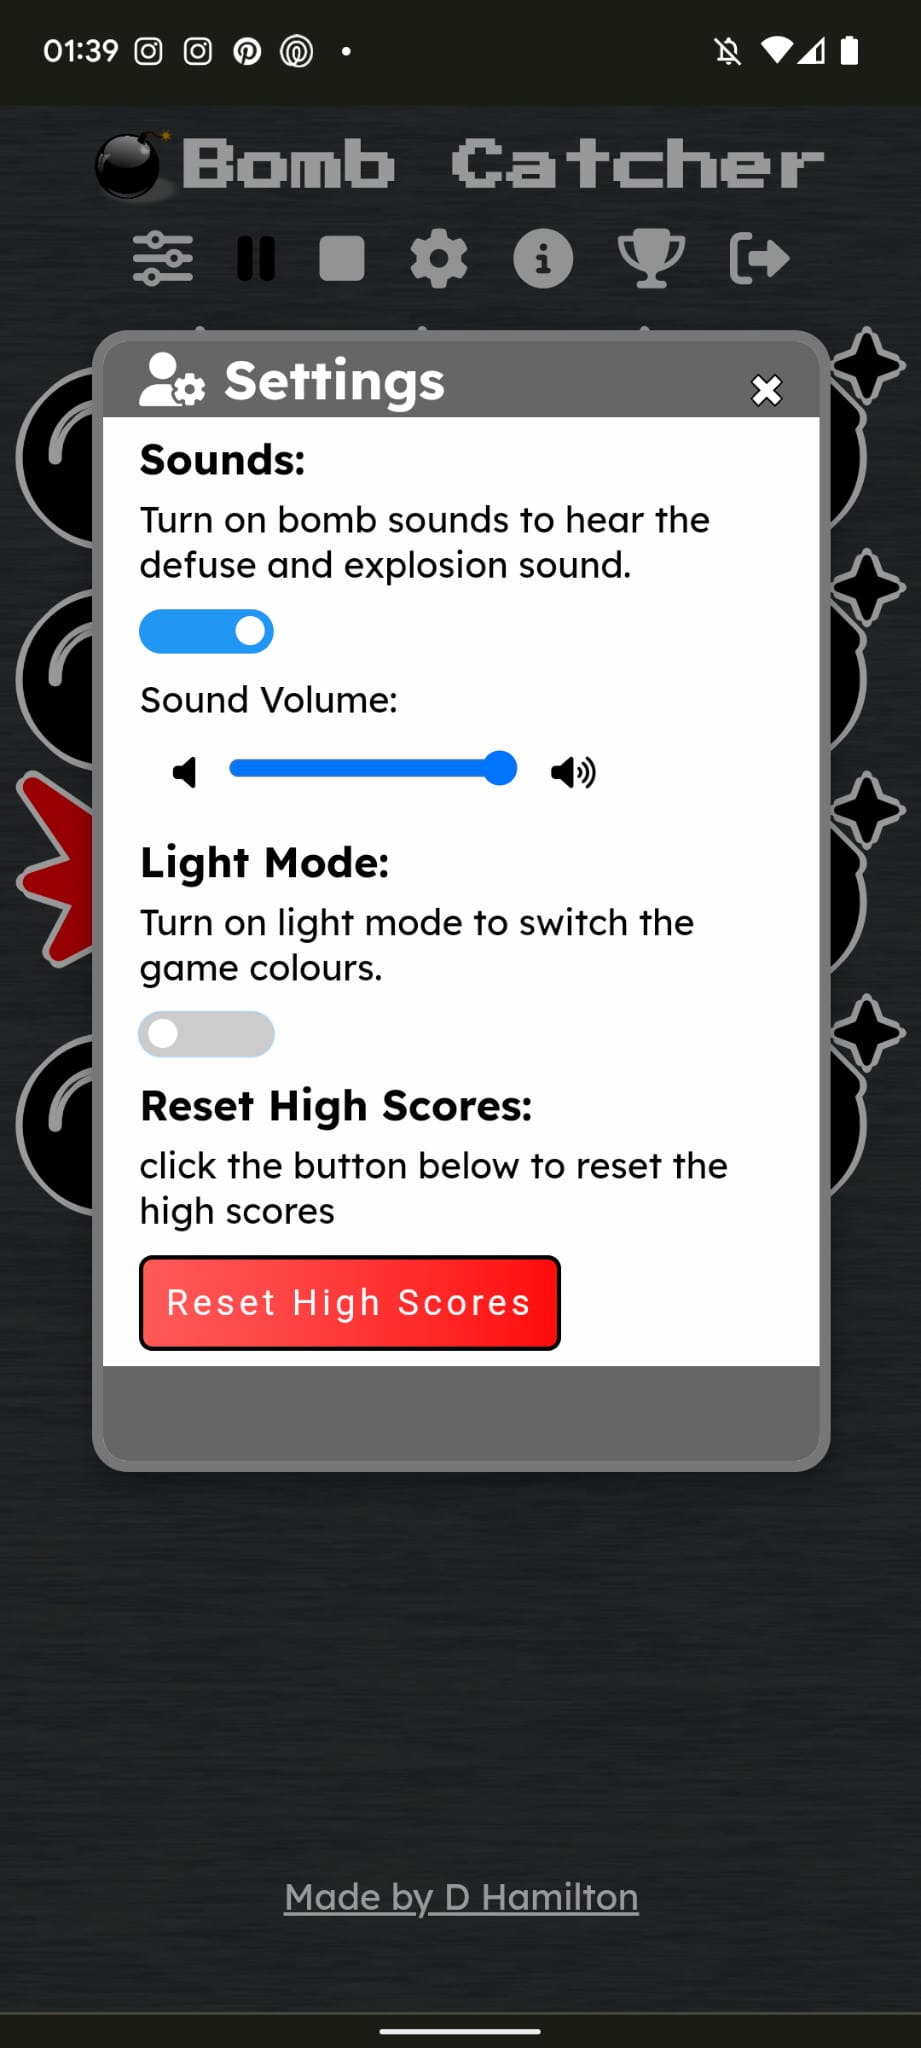 01:39
Bomb Catcher
Settings
Sounds:
Turn on bomb sounds to hear the
defuse and explosion sound.
Sound Volume:
Light Mode:
Turn on light mode to switch the
game colours.
Reset High Scores:
click the button below to reset the
high scores
Reset High Scores
Made by D Hamilton